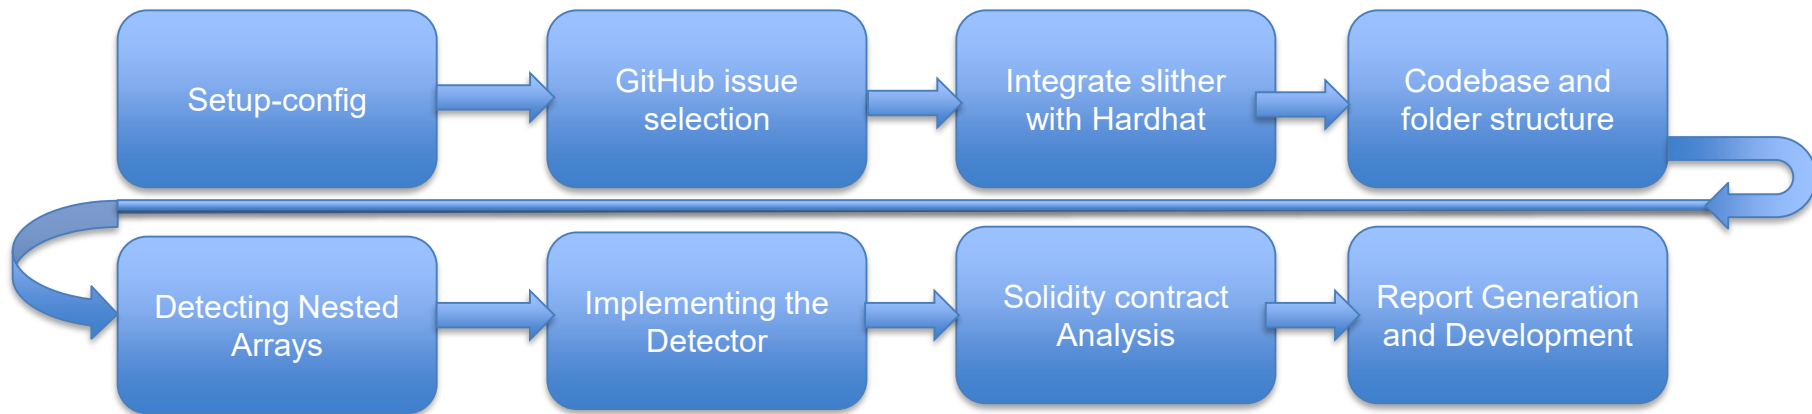 Setup-config
GitHub issue
selection
Integrate slither
with Hardhat
Codebase and
folder structure
Detecting Nested
Arrays
Implementing the
Detector
Solidity contract
Analysis
Report Generation
and Development